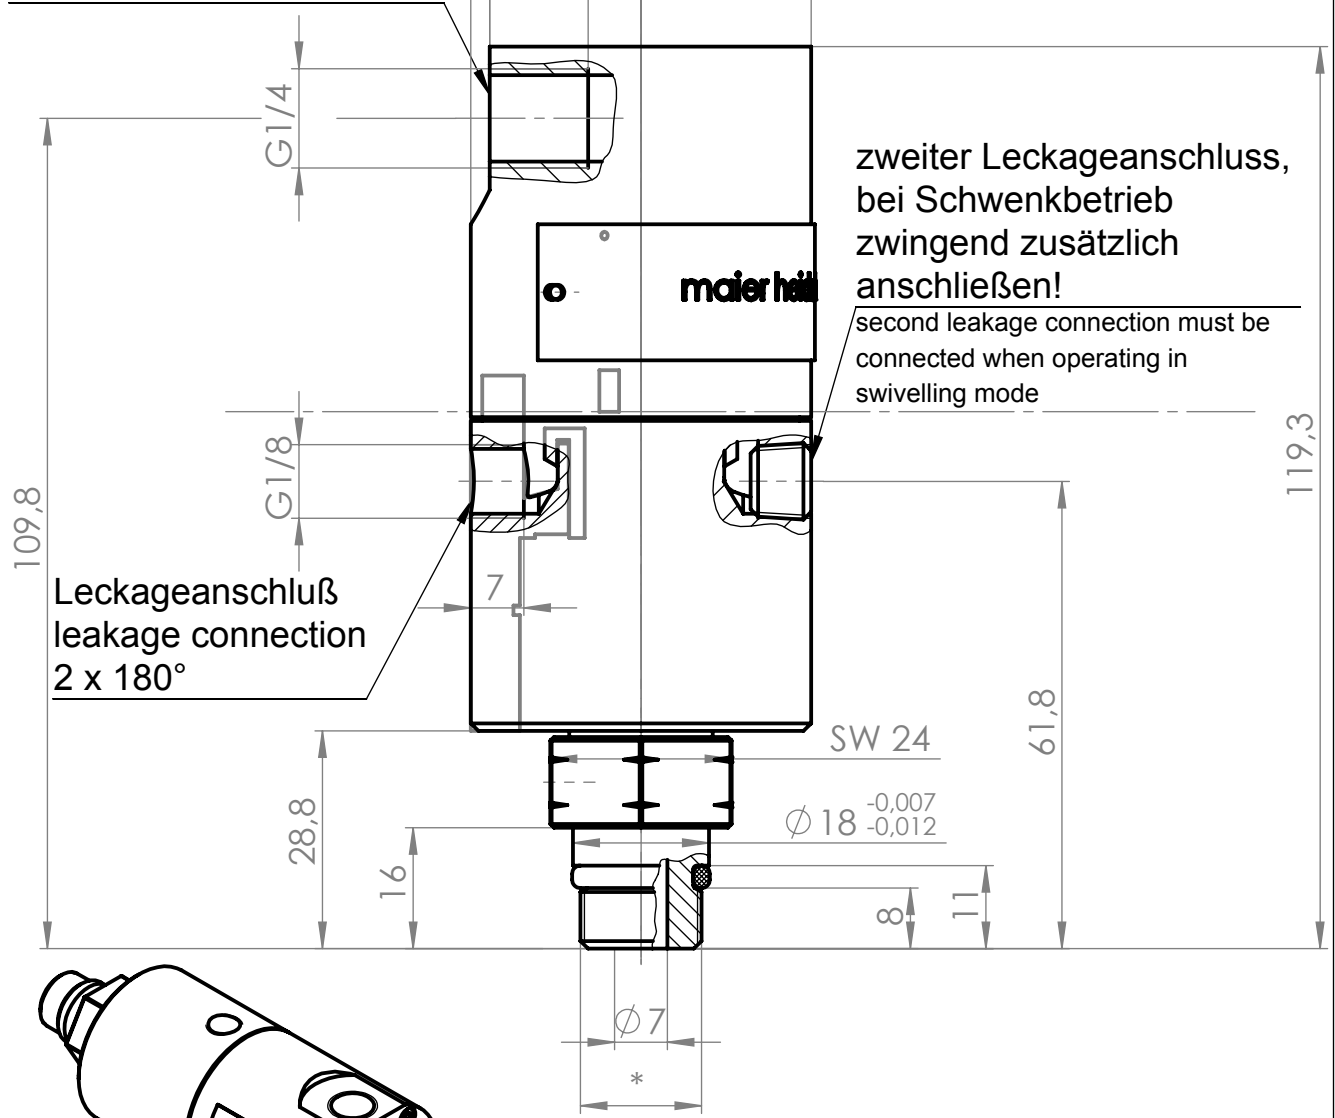 G1/4
zweiter Leckageanschluss,
bei Schwenkbetrieb
zwingend zusätzlich
anschließen!
second leakage connection must be
connected when operating in
swivelling mode
maier
119,3
G1/8
109,8
7
Leckageanschluß
leakage connection
2 x 180°
61,8
SW 24
28,8
∅18 -0,007
-0,012
16
8
11
∅7
*